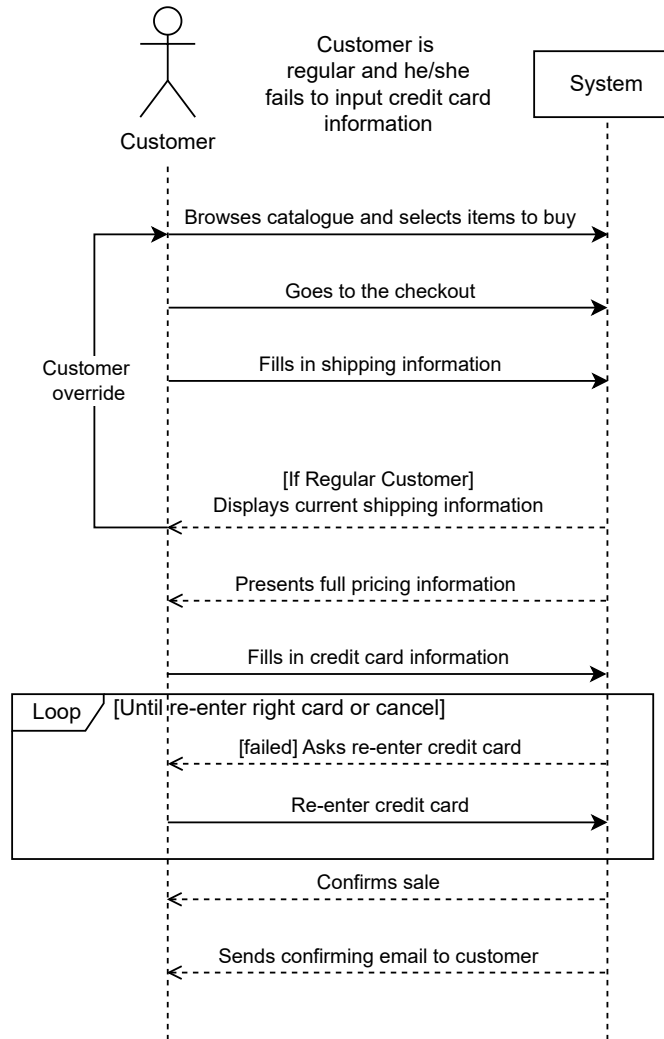 Customer is
regular and he/she
fails to input credit card
information
System
Customer
Browses catalogue and selects items to buy
Goes to the checkout
Customer
override
Fills in shipping information
[If Regular Customer]
Displays current shipping information
Presents full pricing information
Fills in credit card information
Loop
[Until re-enter right card or cancel]
[failed] Asks re-enter credit card
Re-enter credit card
Confirms sale
Sends confirming email to customer